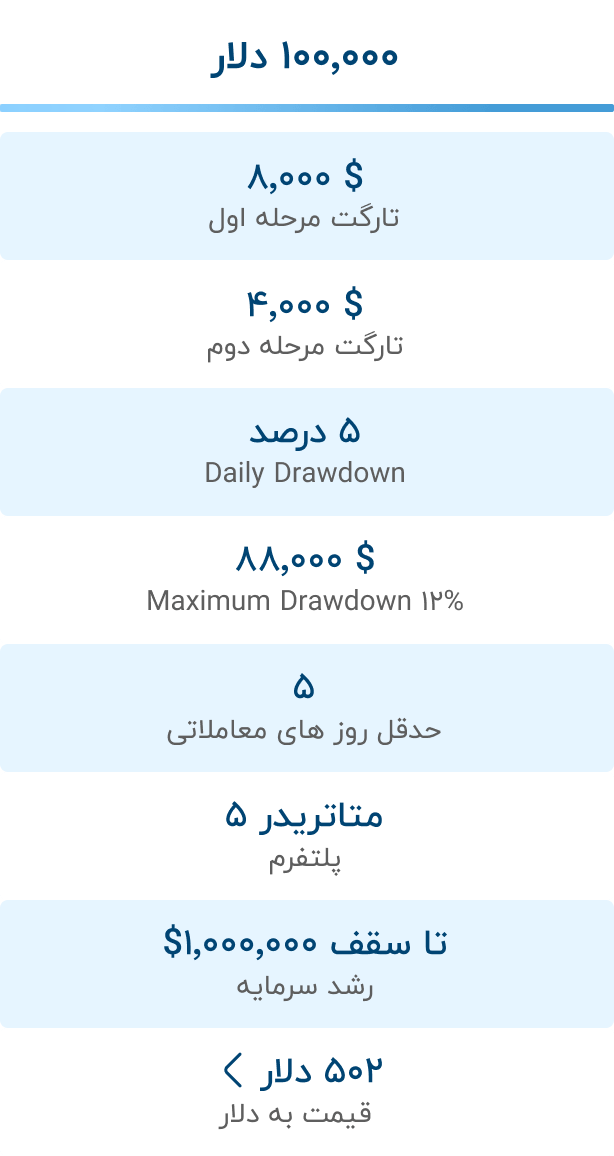 ۱۰۰,۰۰۰ دلار
$ ۸,۰۰۰
تارگت مرحله اول
$ ۴,۰۰۰
تارگت مرحله دوم
۵ درصد
Daily Drawdown
$ ۸۸,۰۰۰
Maximum Drawdown ۱۲%
۵
حدقل روز های معاملاتی
متاتریدر ۵
پلتفرم
تا سقف ۱,۰۰۰,۰۰۰$
رشد سرمایه
۵۰۲ دلار
قیمت به دلار